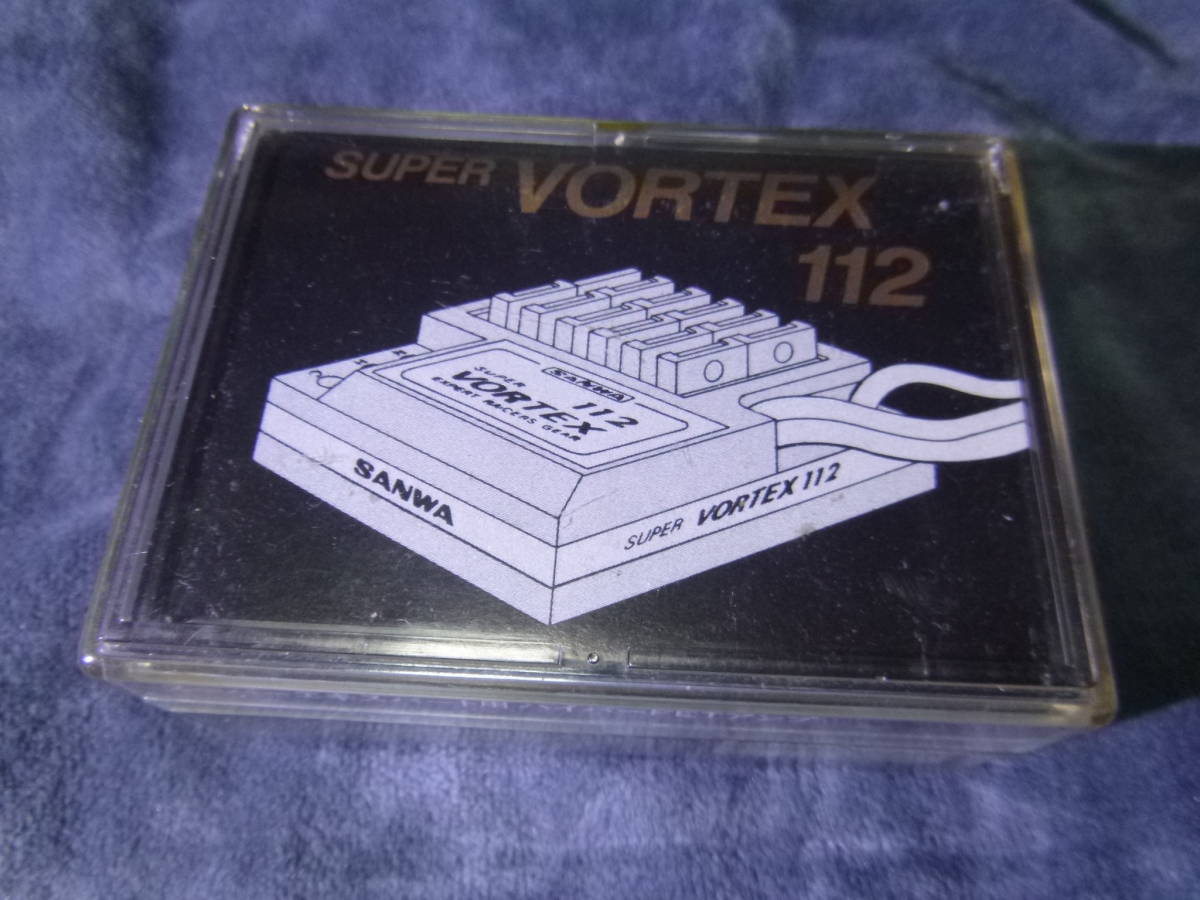 SUPER VORTEX
112
SANWA
SUPER 112
VORTEX
EXPERT RACERS GEAR
SANWA
SUPER VORTEX 112